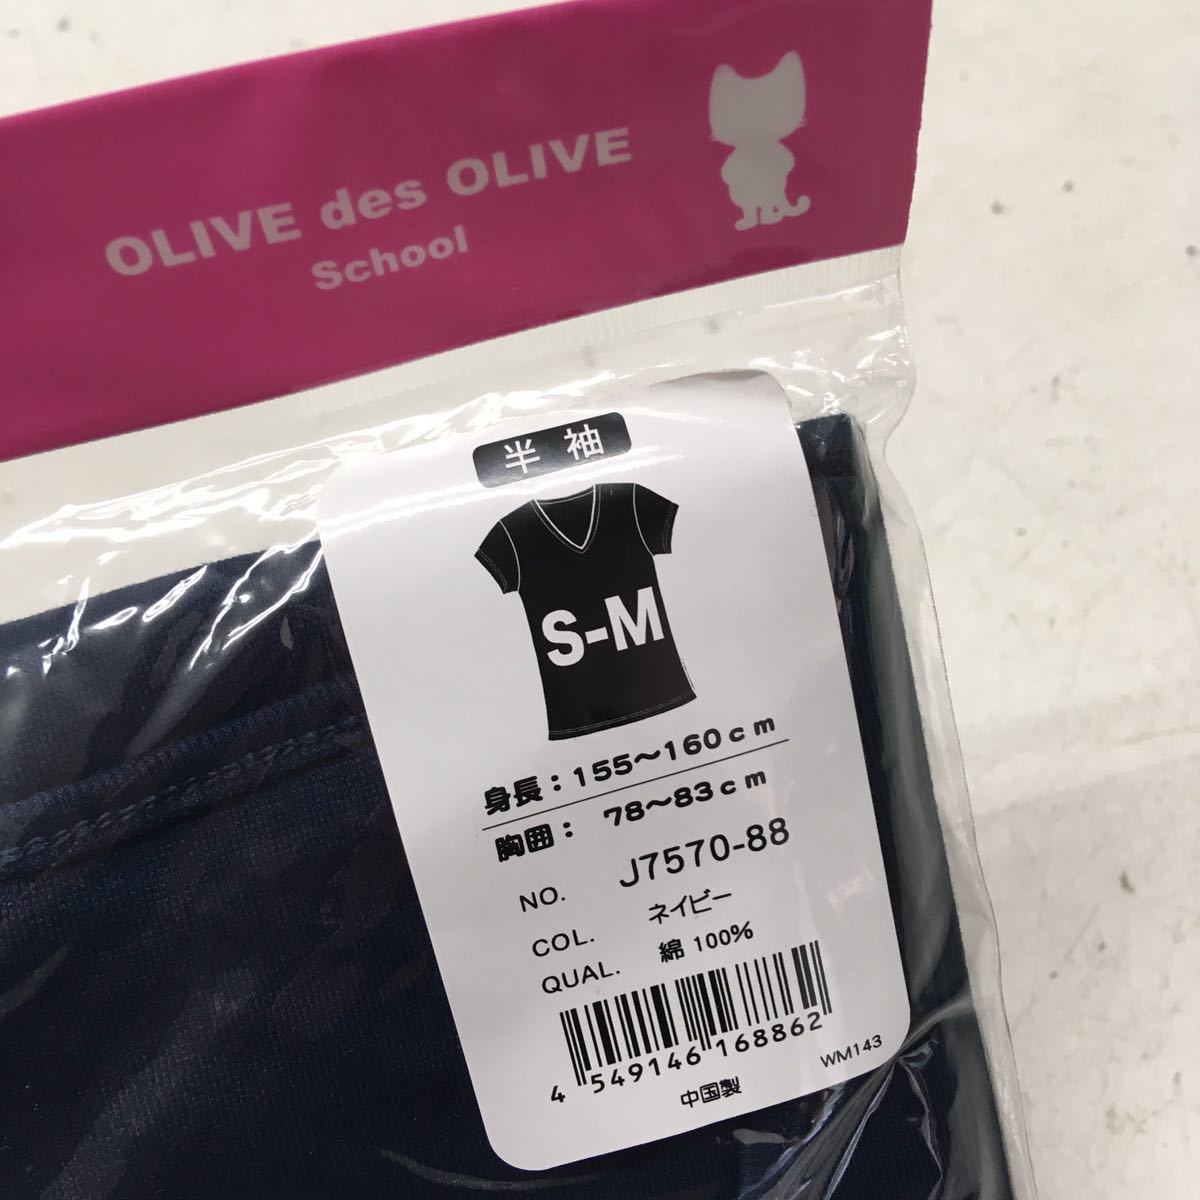 OLIVE des OLIVE
School
半袖
S-M
身長：155〜160cm
胸囲： 78〜83cm
NO. J7570-88
COL. ネイビー
QUAL. 綿 100%
4 549146 168862
WM143
中国製